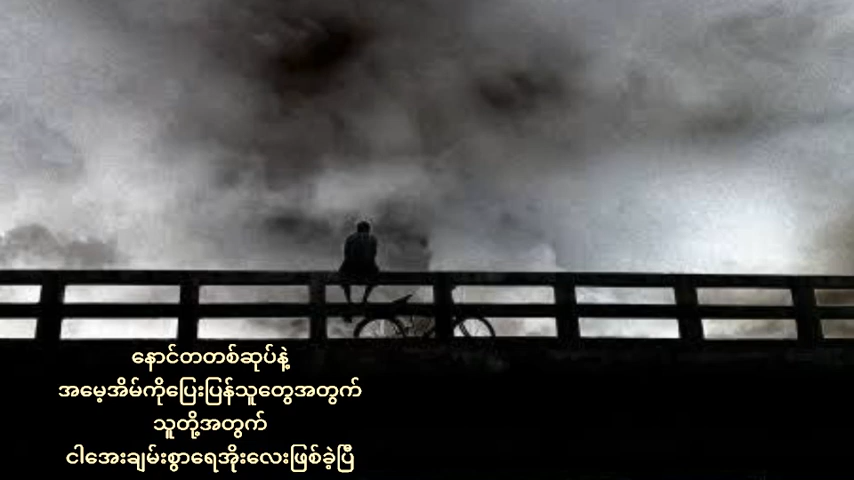 နောင်တတစ်ဆုပ်နဲ့
အမေ့အိမ်ကိုပြေးပြန်သူတွေအတွက်
သူတို့အတွက်
ငါအေးချမ်းစွာရေအိုးလေးဖြစ်ခဲ့ပြီ